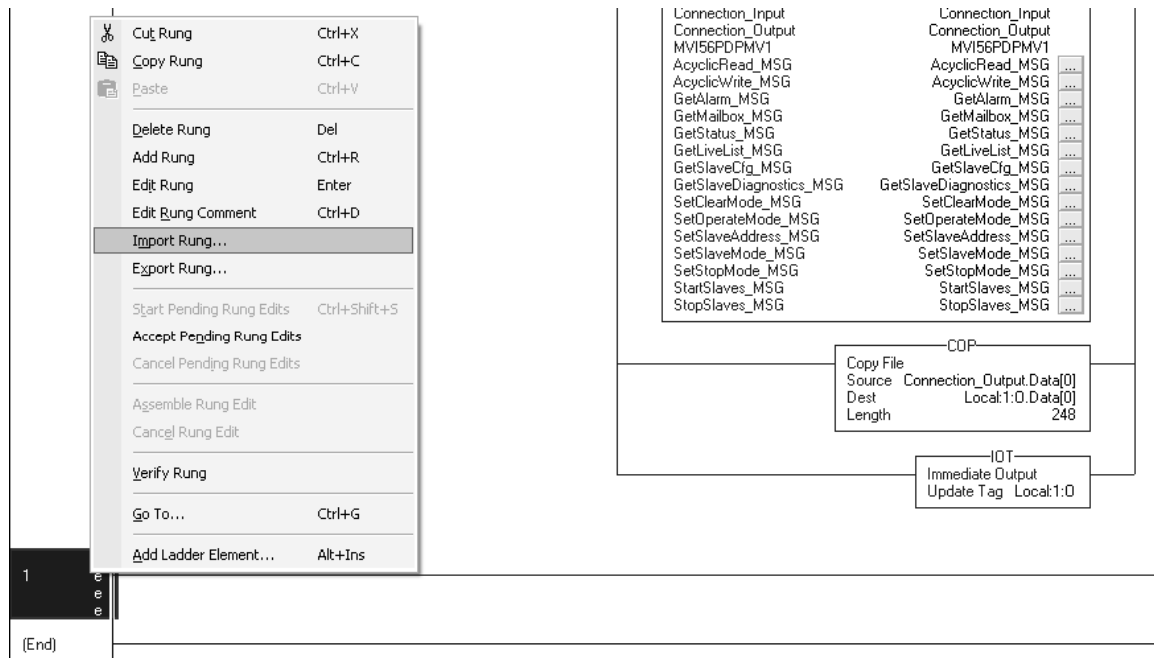 Cut Rung Ctrl+X
Copy Rung Ctrl+C
Paste Ctrl+V
Delete Rung Del
Add Rung Ctrl+R
Edit Rung Enter
Edit Rung Comment Ctrl+D
Import Rung...
Export Rung...
Start Pending Rung Edits Ctrl+Shift+S
Accept Pending Rung Edits
Cancel Pending Rung Edits
Assemble Rung Edit
Cancel Rung Edit
Verify Rung
Go To... Ctrl+G
Add Ladder Element... Alt+Ins
Connection_Input Connection_Input
Connection_Output Connection_Output
MVI56PDPMV1 MVI56PDPMV1
AcyclicRead_MSG AcyclicRead_MSG ...
AcyclicWrite_MSG AcyclicWrite_MSG ...
GetAlarm_MSG GetAlarm_MSG ...
GetMailbox_MSG GetMailbox_MSG ...
GetStatus_MSG GetStatus_MSG ...
GetLiveList_MSG GetLiveList_MSG ...
GetSlaveCfg_MSG GetSlaveCfg_MSG ...
GetSlaveDiagnostics_MSG GetSlaveDiagnostics_MSG ...
SetClearMode_MSG SetClearMode_MSG ...
SetOperateMode_MSG SetOperateMode_MSG ...
SetSlaveAddress_MSG SetSlaveAddress_MSG ...
SetSlaveMode_MSG SetSlaveMode_MSG ...
SetStopMode_MSG SetStopMode_MSG ...
StartSlaves_MSG StartSlaves_MSG ...
StopSlaves_MSG StopSlaves_MSG ...
COP
Copy File
Source Connection_Output.Data[0]
Dest Local:1:O.Data[0]
Length 248
IOT
Immediate Output
Update Tag Local:1:O
1 e
e
e
(End)